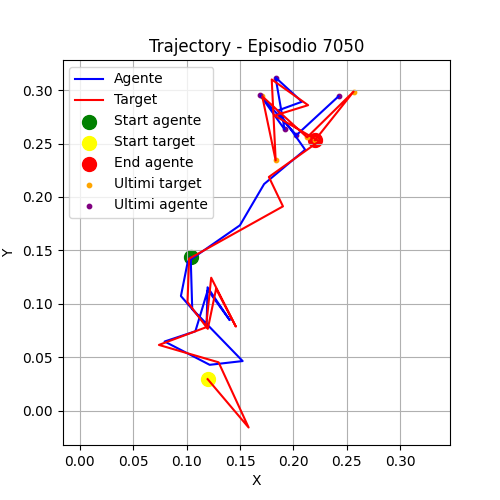 Trajectory - Episodio 7050
Agente
Target
Start agente
Start target
End agente
Ultimi target
Ultimi agente
0.30
0.25
0.20
0.15
0.10
0.05
0.00
Y
0.00 0.05 0.10 0.15 0.20 0.25 0.30
X